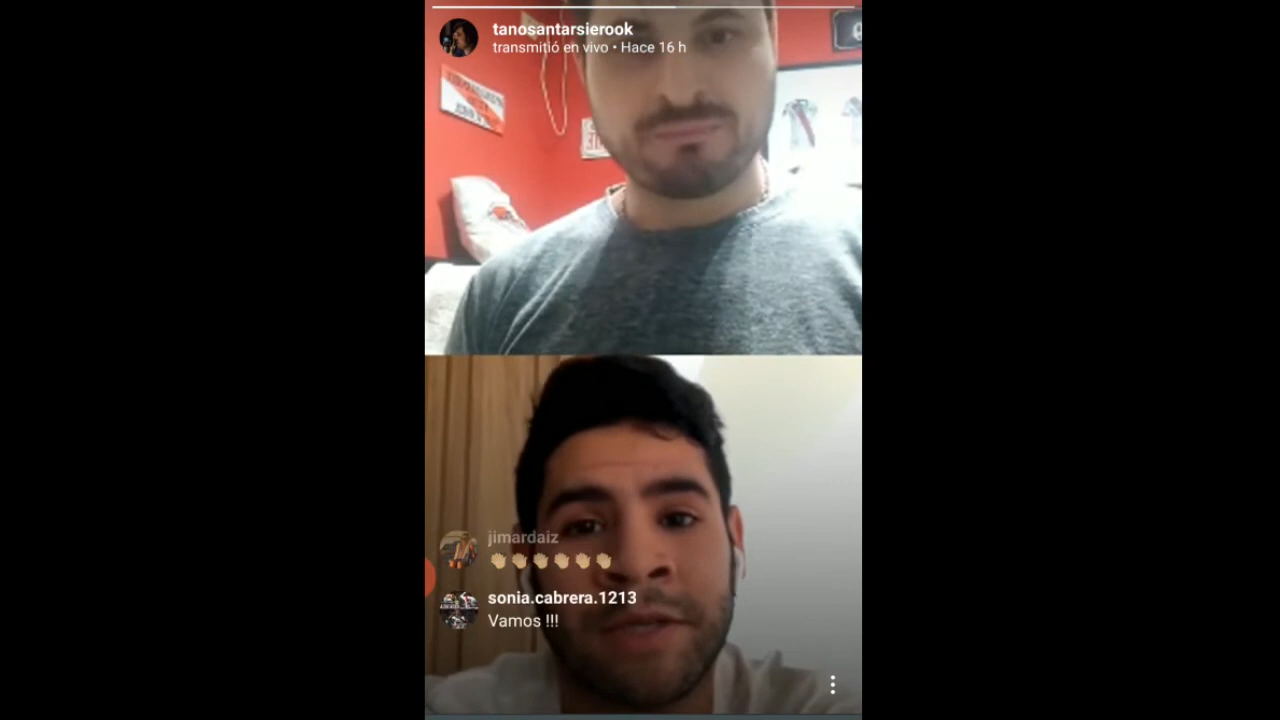 tanosantarsierook
transmitió en vivo • Hace 16 h
jimardaiz
👏🏼👏🏼👏🏼👏🏼👏🏼👏🏼
sonia.cabrera.1213
Vamos !!!